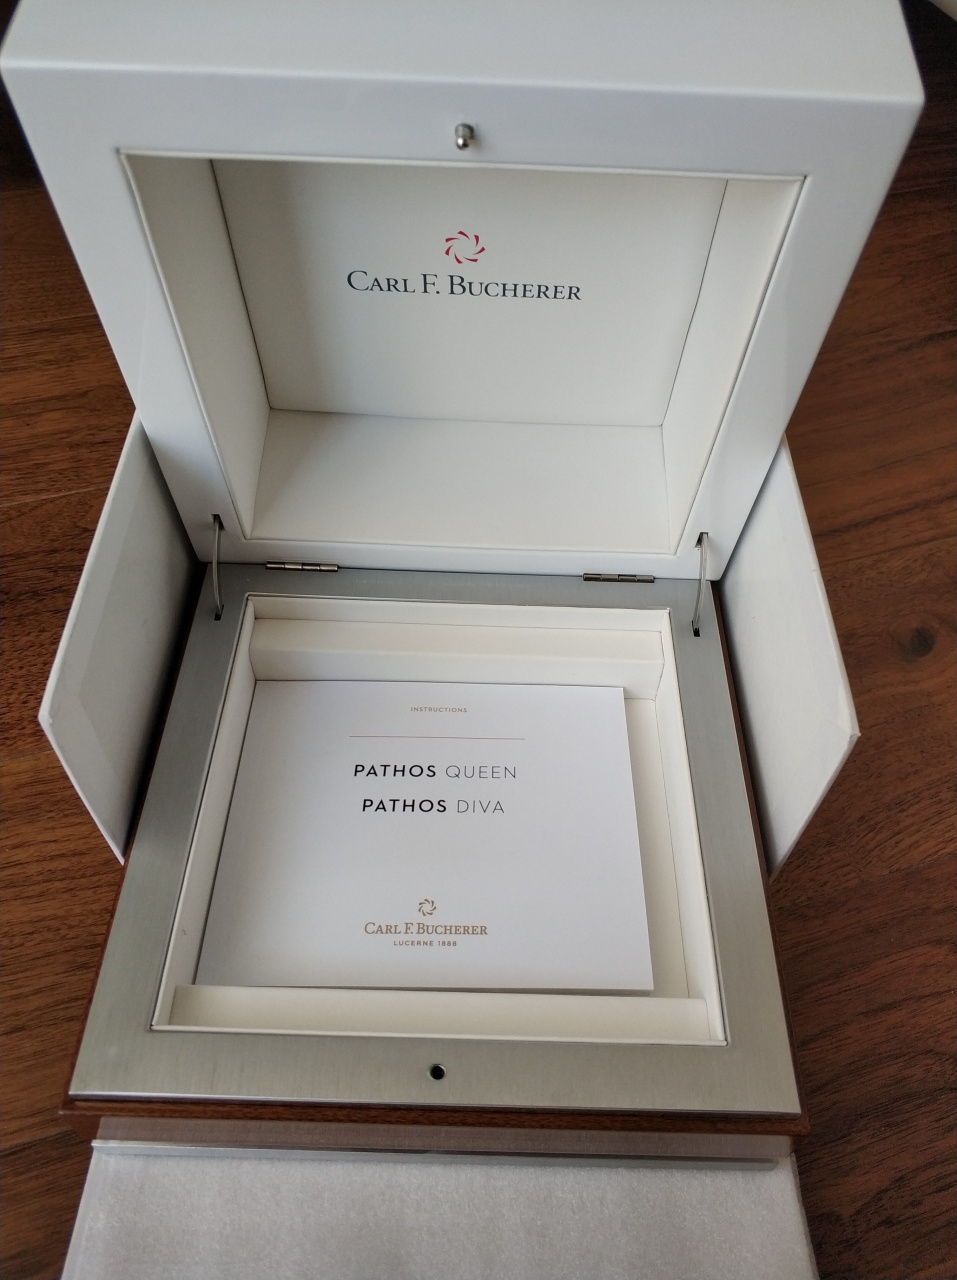 CARL F. BUCHERER
INSTRUCTIONS
PATHOS QUEEN
PATHOS DIVA
CARL F. BUCHERER
LUCERNE 1888